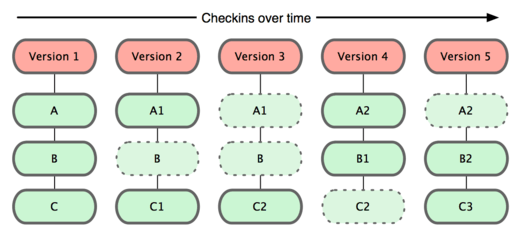 Checkins over time
Version 1 Version 2 Version 3 Version 4 Version 5
A A1 A1 A2 A2
B B B B1 B2
C C1 C2 C2 C3